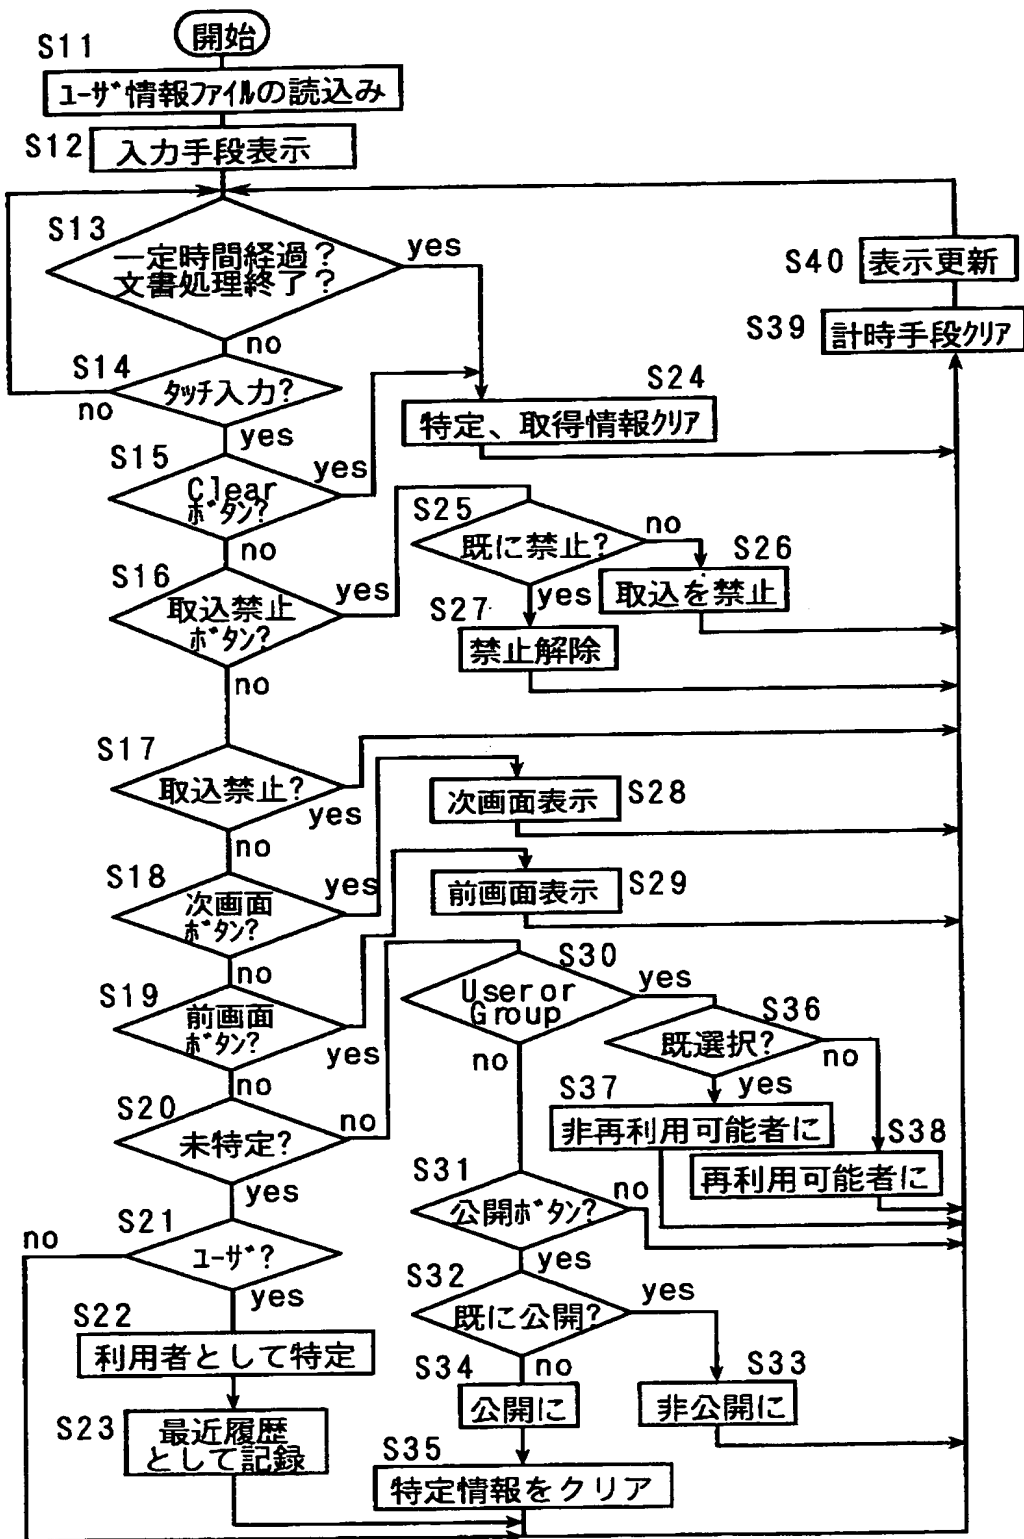 開始
S11
ユーザ情報ファイルの読込み
S12
入力手段表示
S13
一定時間経過?
文書処理終了?
yes
no
S40
表示更新
S39
計時手段クリア
S14
タッチ入力?
no
yes
S24
特定、取得情報クリア
S15
Clear
ボタン?
yes
no
S25
既に禁止?
no
yes
S26
取込を禁止
S16
取込禁止
ボタン?
yes
no
S27
禁止解除
S17
取込禁止?
yes
no
S28
次画面表示
S18
次画面
ボタン?
yes
no
S29
前画面表示
S19
前画面
ボタン?
yes
no
S30
User or
Group
yes
no
S36
既選択?
no
yes
S37
非再利用可能者に
S38
再利用可能者に
S20
未特定?
no
yes
S31
公開ボタン?
no
yes
S21
ユーザ?
no
yes
S32
既に公開?
yes
no
S22
利用者として特定
S34
公開に
S33
非公開に
S23
最近履歴
として記録
S35
特定情報をクリア